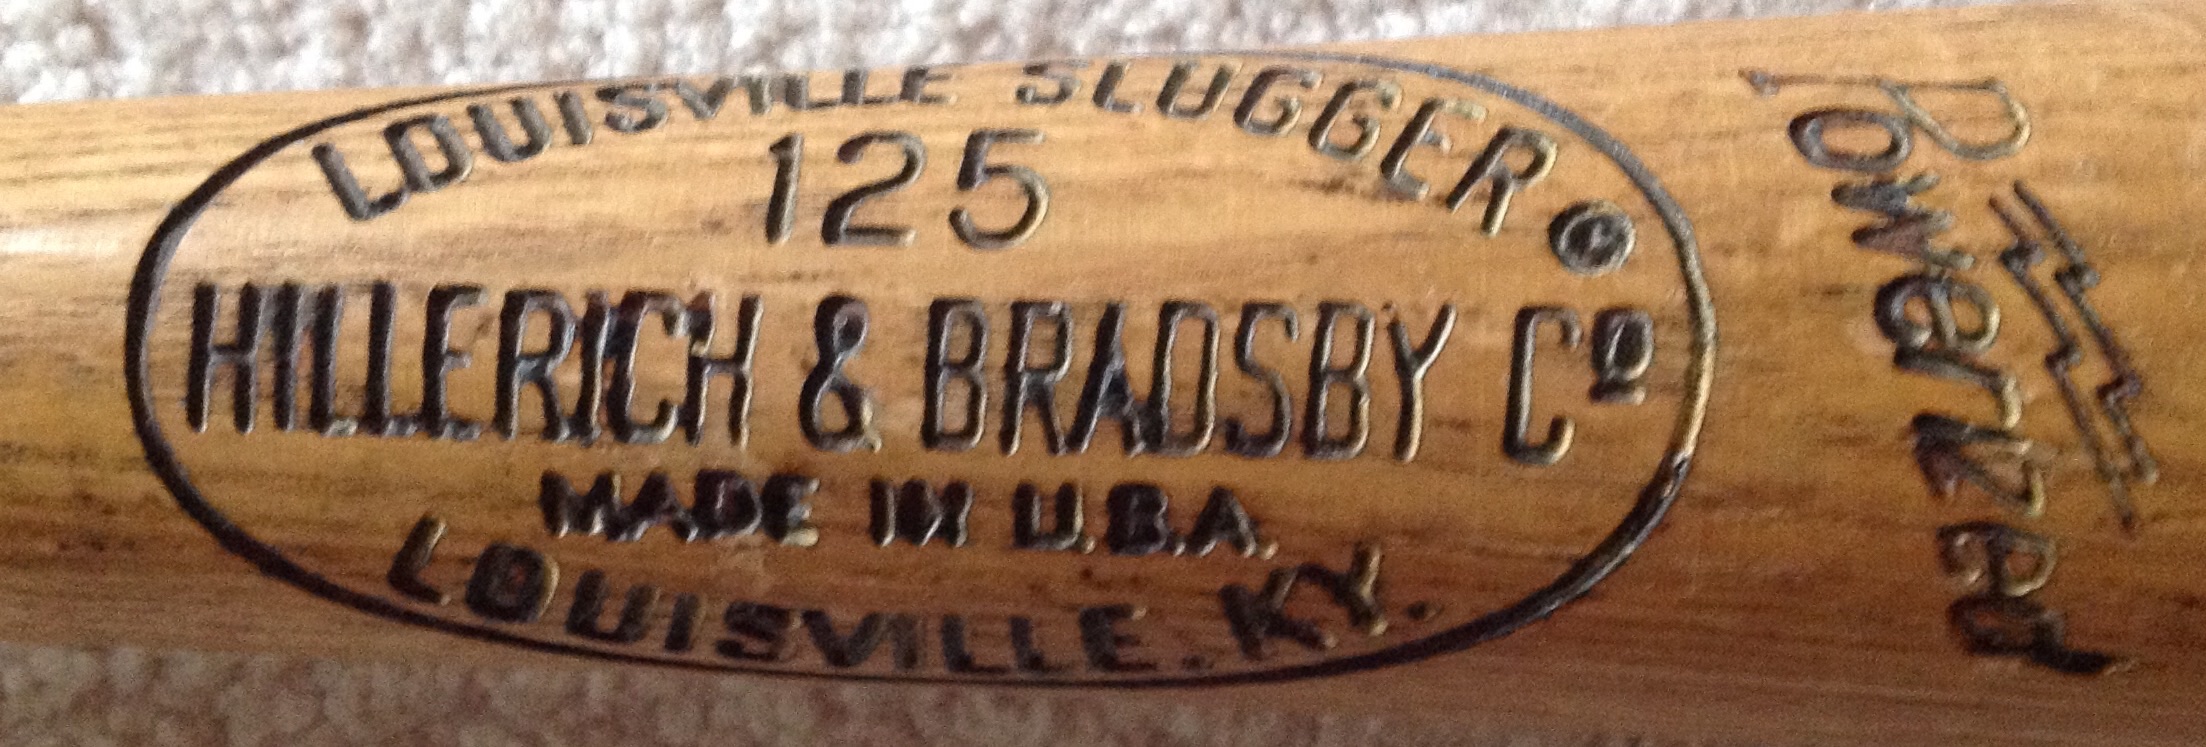 LOUISVILLE SLUGGER ©
125
HILLERICH & BRADSBY Cº
MADE IN U.S.A.
LOUISVILLE, KY.
Powerized